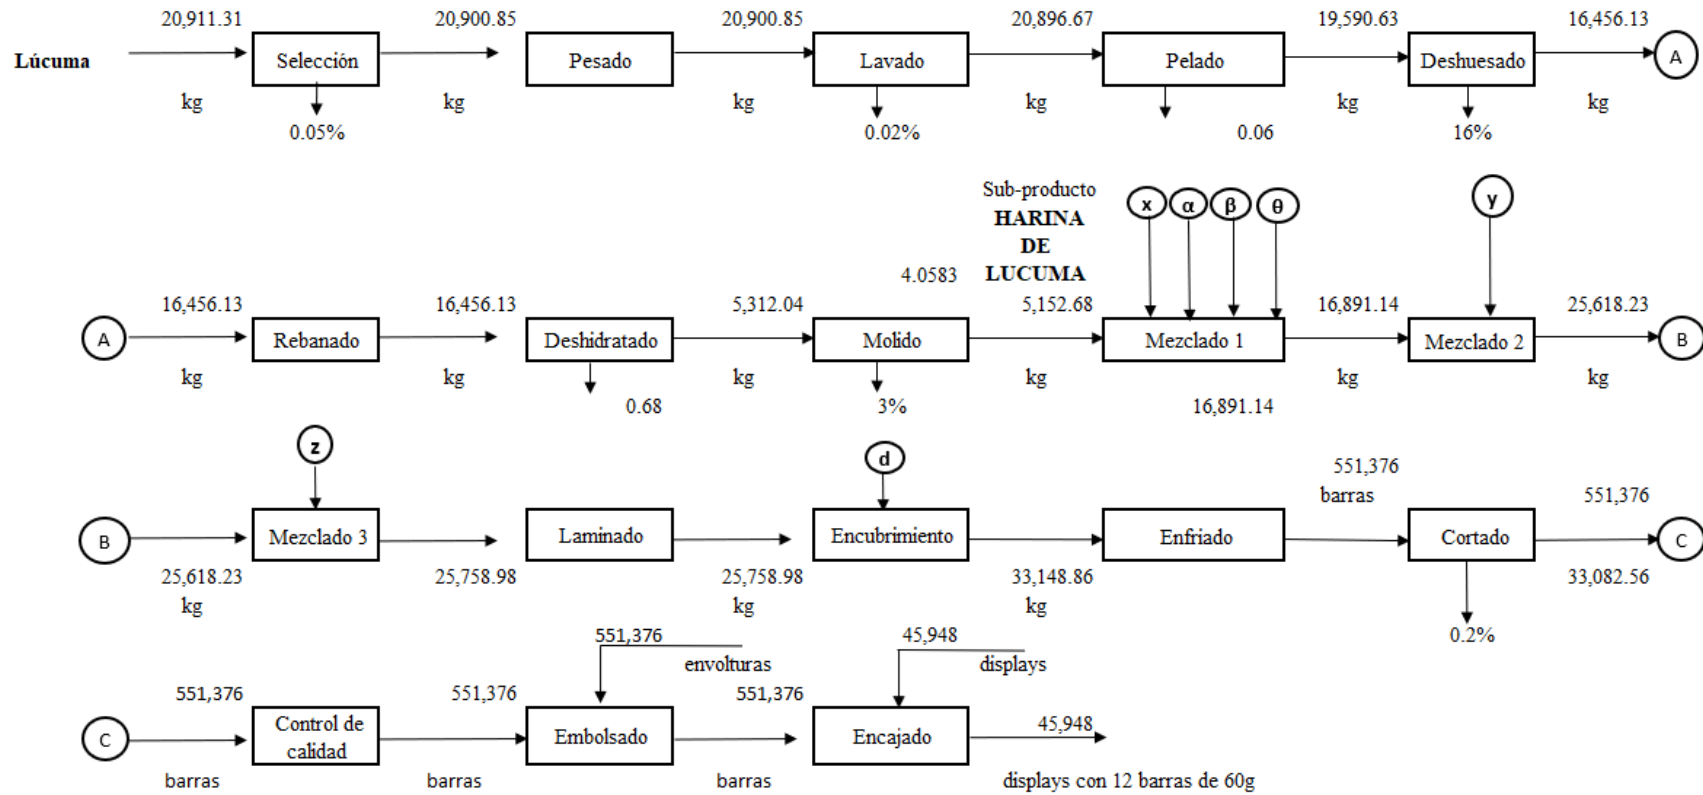 20,911.31 20,900.85 20,900.85 20,896.67 19,590.63 16,456.13
Lúcuma Selección Pesado Lavado Pelado Deshuesado A
kg kg kg kg kg kg
0.05% 0.02% 0.06 16%
Sub-producto
HARINA
DE
LUCUMA
x α β θ y
4.0583
16,456.13 16,456.13 5,312.04 5,152.68 16,891.14 25,618.23
A Rebanado Deshidratado Molido Mezclado 1 Mezclado 2 B
kg kg kg kg kg kg
0.68 3% 16,891.14
z d
551,376
barras 551,376
B Mezclado 3 Laminado Encubrimiento Enfriado Cortado C
25,618.23 25,758.98 25,758.98 33,148.86 33,082.56
kg kg kg
0.2%
551,376 45,948
envolturas displays
551,376 551,376 551,376
C Control de calidad Embolsado Encajado 45,948
barras barras barras displays con 12 barras de 60g